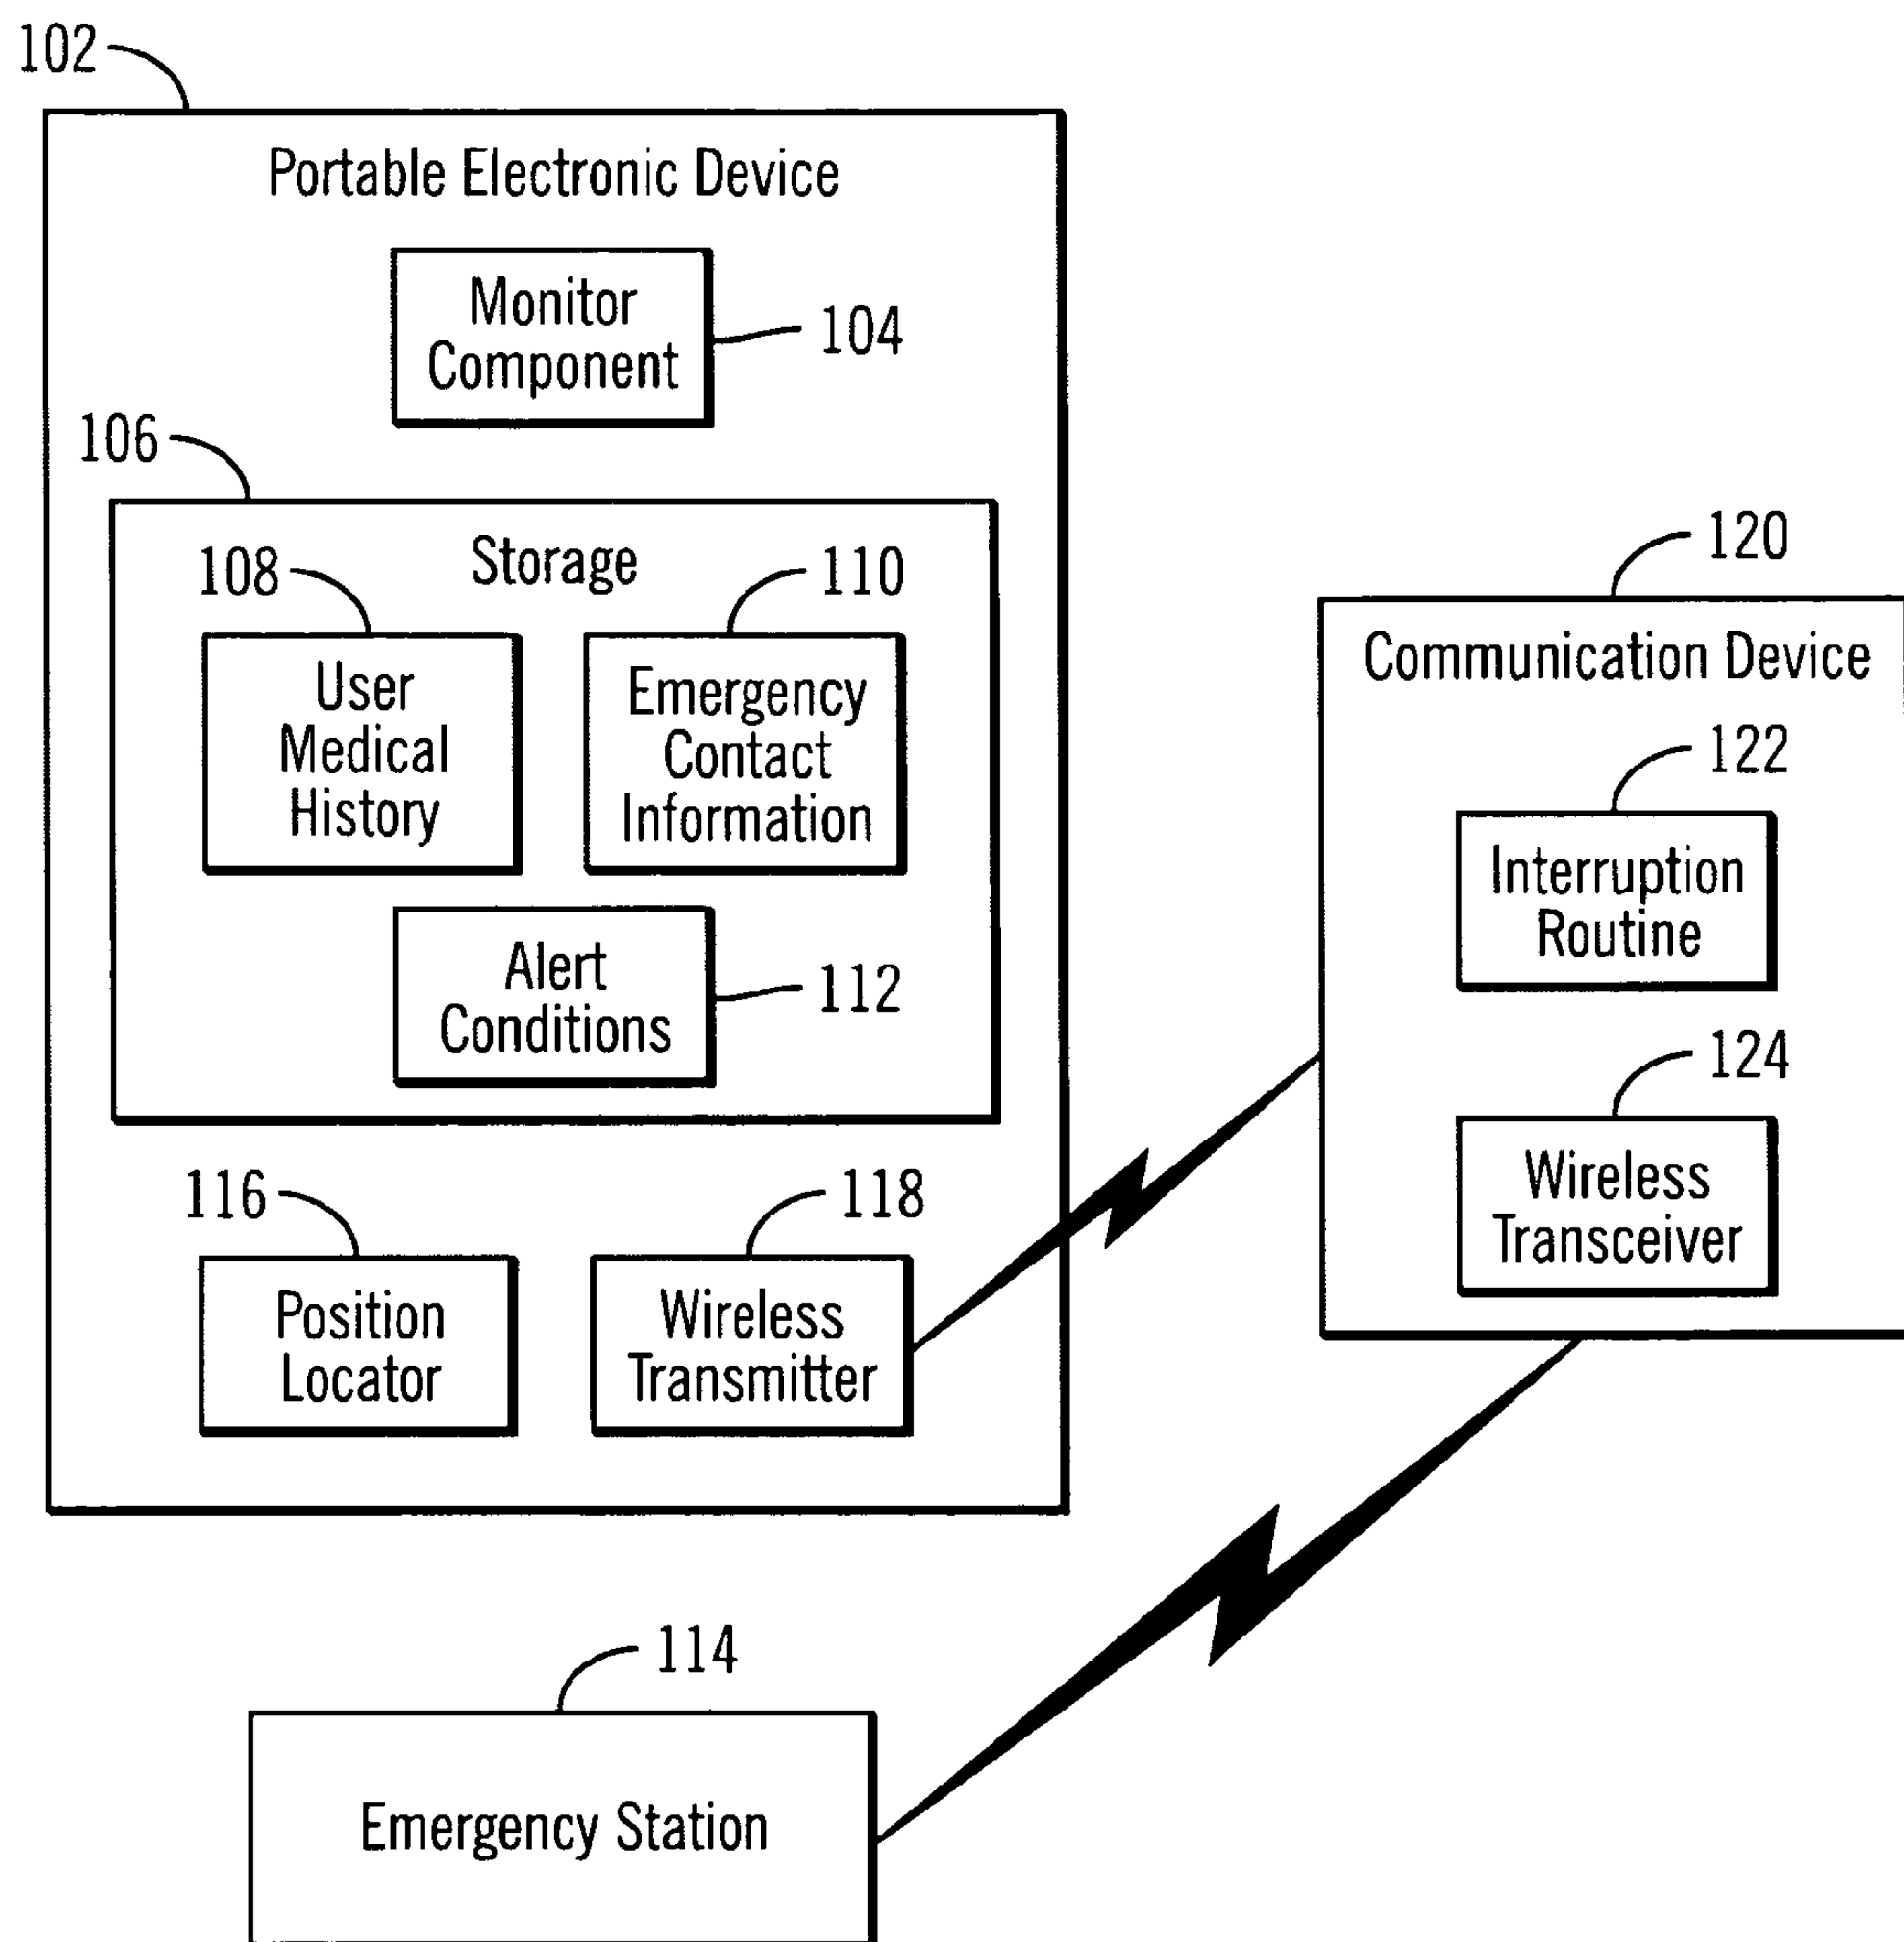 102
Portable Electronic Device
Monitor
Component
104
106
Storage
108
110
User
Medical
History
Emergency
Contact
Information
Alert
Conditions
112
116
118
Position
Locator
Wireless
Transmitter
120
Communication Device
122
Interruption
Routine
124
Wireless
Transceiver
114
Emergency Station